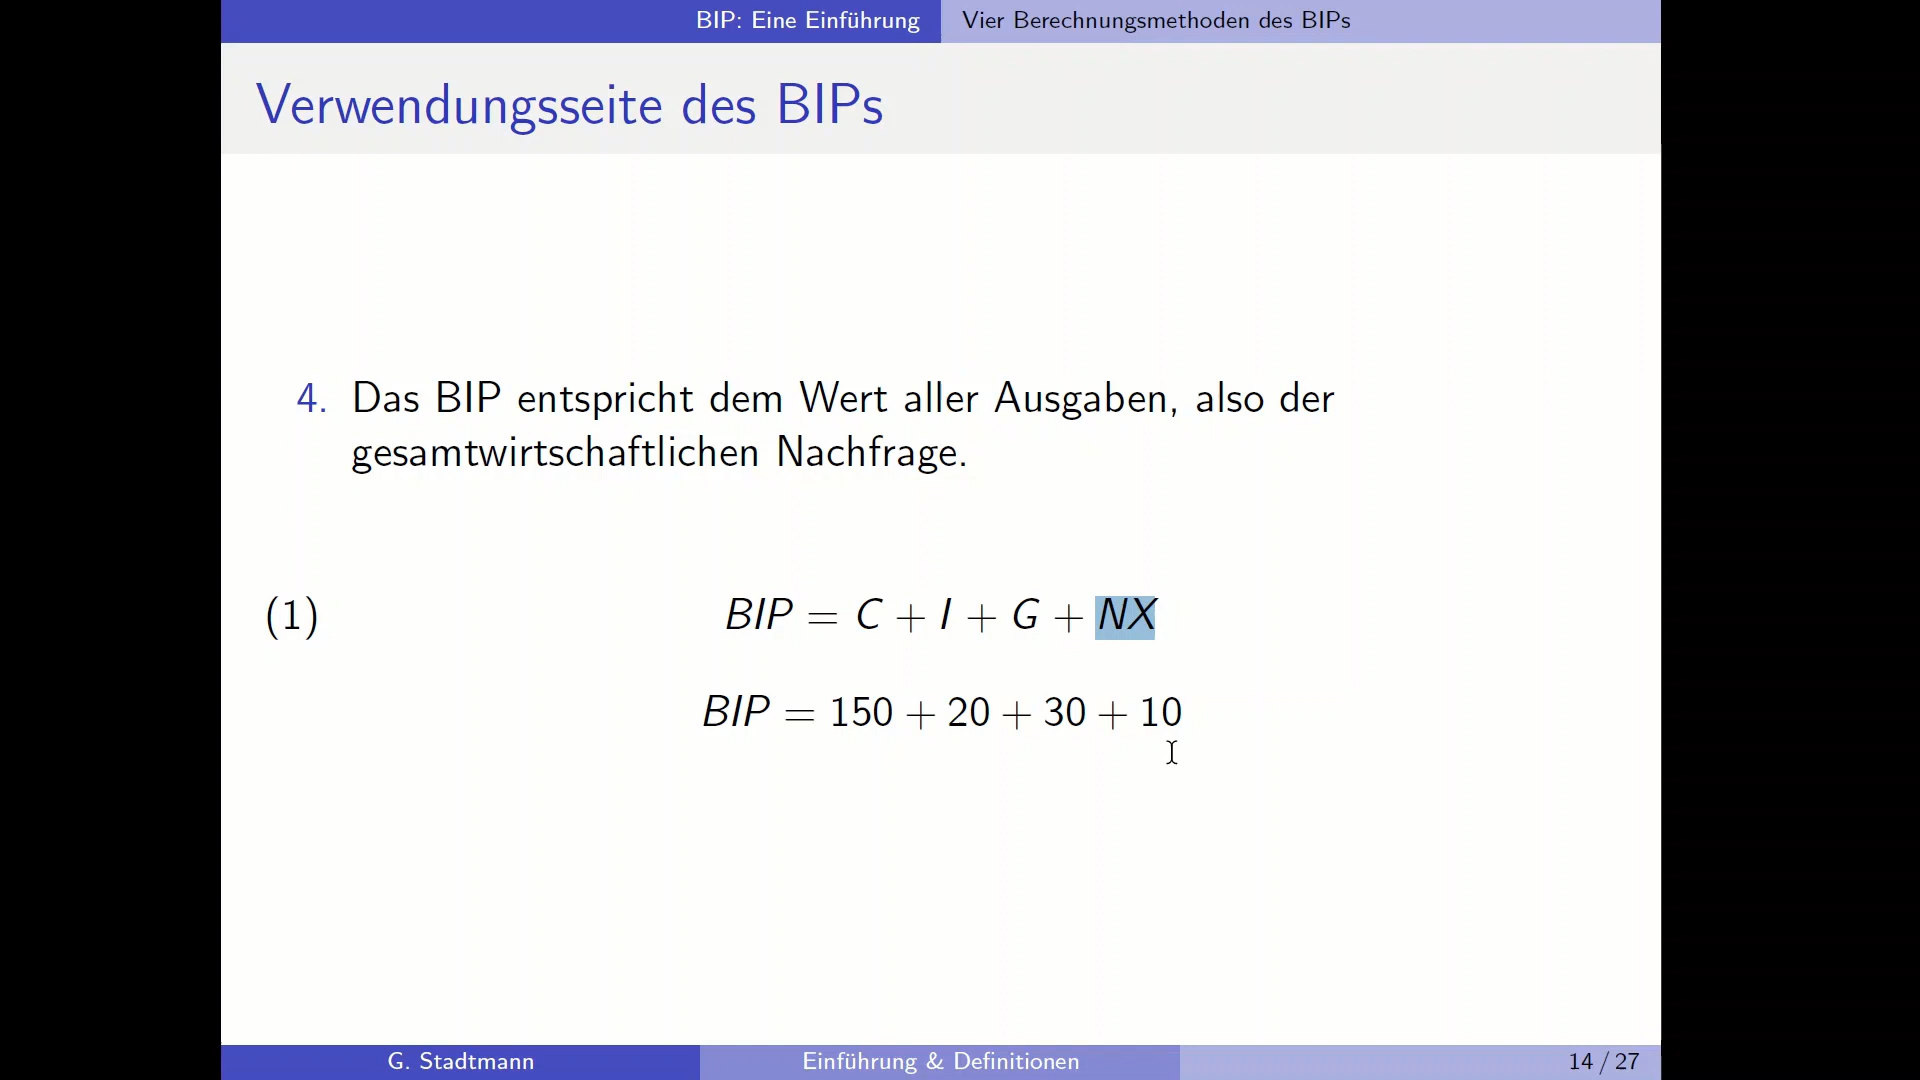 BIP: Eine Einführung
Vier Berechnungsmethoden des BIPs
Verwendungsseite des BIPs
4. Das BIP entspricht dem Wert aller Ausgaben, also der
gesamtwirtschaftlichen Nachfrage.
(1) BIP = C + I + G + NX
BIP = 150 + 20 + 30 + 10
G. Stadtmann
Einführung & Definitionen
14 / 27